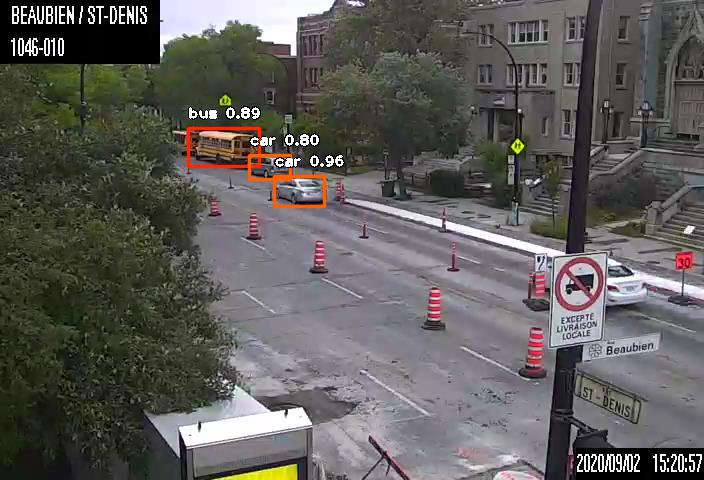 BEAUBIEN / ST-DENIS
1046-010
bus 0.89
car 0.80
car 0.96
30
EXCEPTÉ
LIVRAISON
LOCALE
Rue
Beaubien
ST-DENIS
2020/09/02 15:20:57